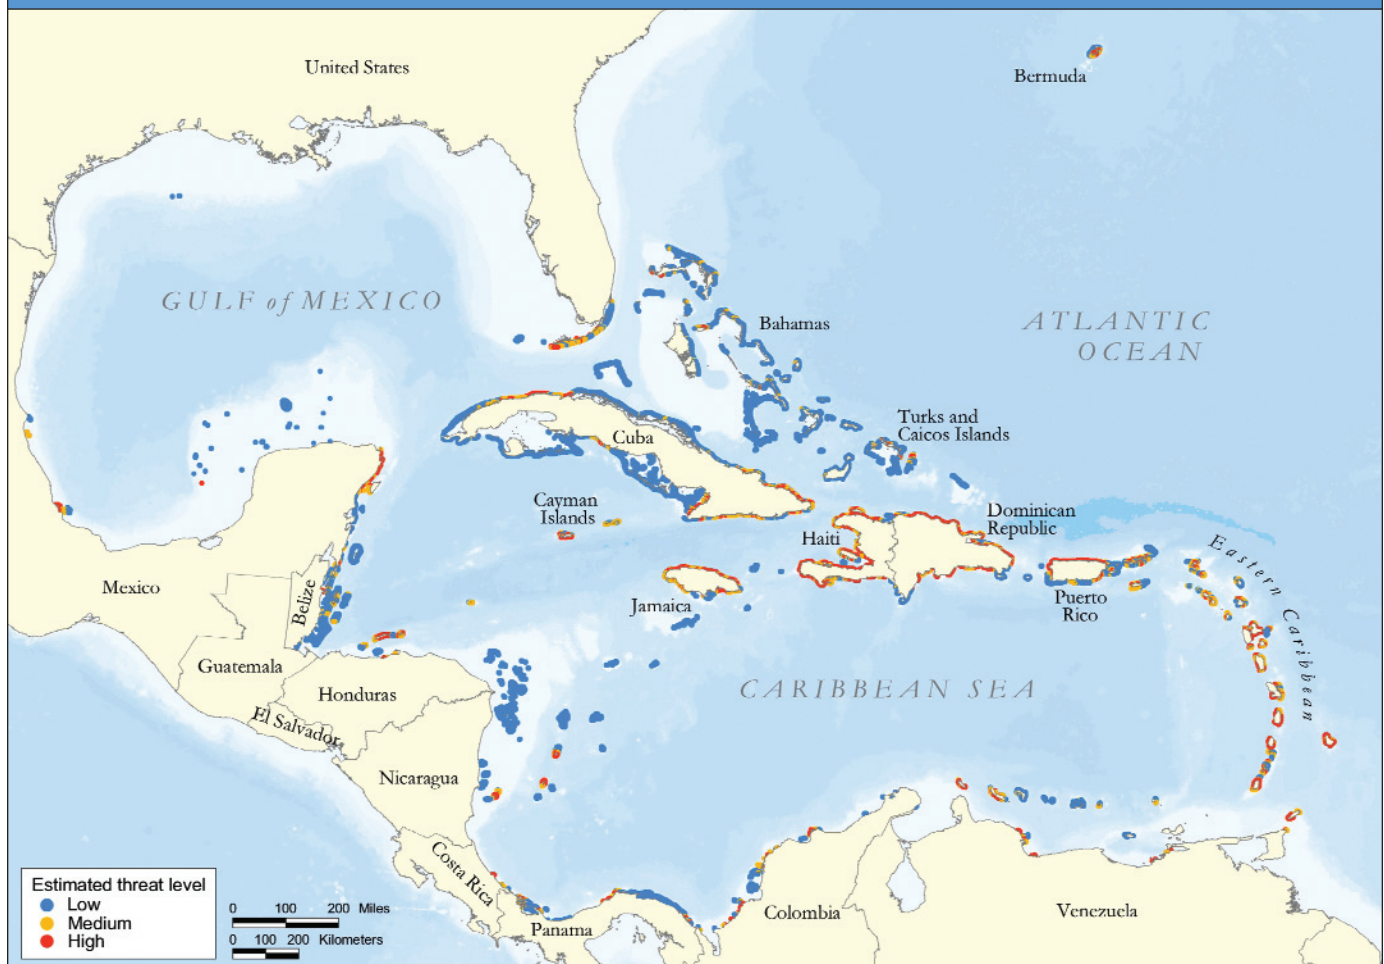 United States
Bermuda
GULF of MEXICO
Bahamas
ATLANTIC
OCEAN
Turks and
Caicos Islands
Cuba
Cayman
Islands
Dominican
Republic
Haiti
Eastern Caribbean
Mexico
Belize
Jamaica
Puerto
Rico
Guatemala
Honduras
CARIBBEAN SEA
El Salvador
Nicaragua
Costa Rica
Panama
Colombia
Venezuela
Estimated threat level
Low
Medium
High
0 100 200 Miles
0 100 200 Kilometers